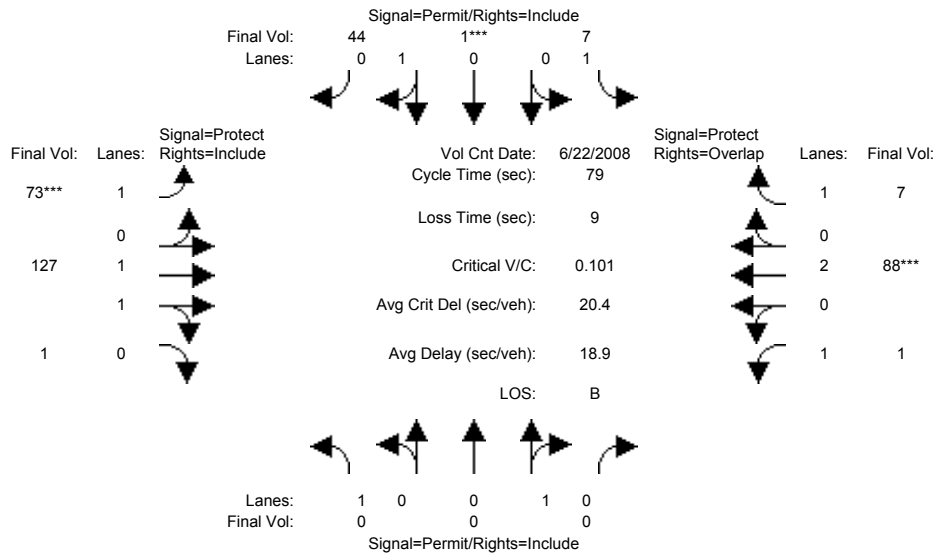 Signal=Permit/Rights=Include
Final Vol: 44 1*** 7
Lanes: 0 1 0 0 1
Signal=Protect Signal=Protect
Final Vol: Lanes: Rights=Include Vol Cnt Date: 6/22/2008 Rights=Overlap Lanes: Final Vol:
Cycle Time (sec): 79
73*** 1 1 7
Loss Time (sec): 9
0 0
127 1 Critical V/C: 0.101 2 88***
1 Avg Crit Del (sec/veh): 20.4 0
1 0 Avg Delay (sec/veh): 18.9 1 1
LOS: B
Lanes: 1 0 0 1 0
Final Vol: 0 0 0
Signal=Permit/Rights=Include